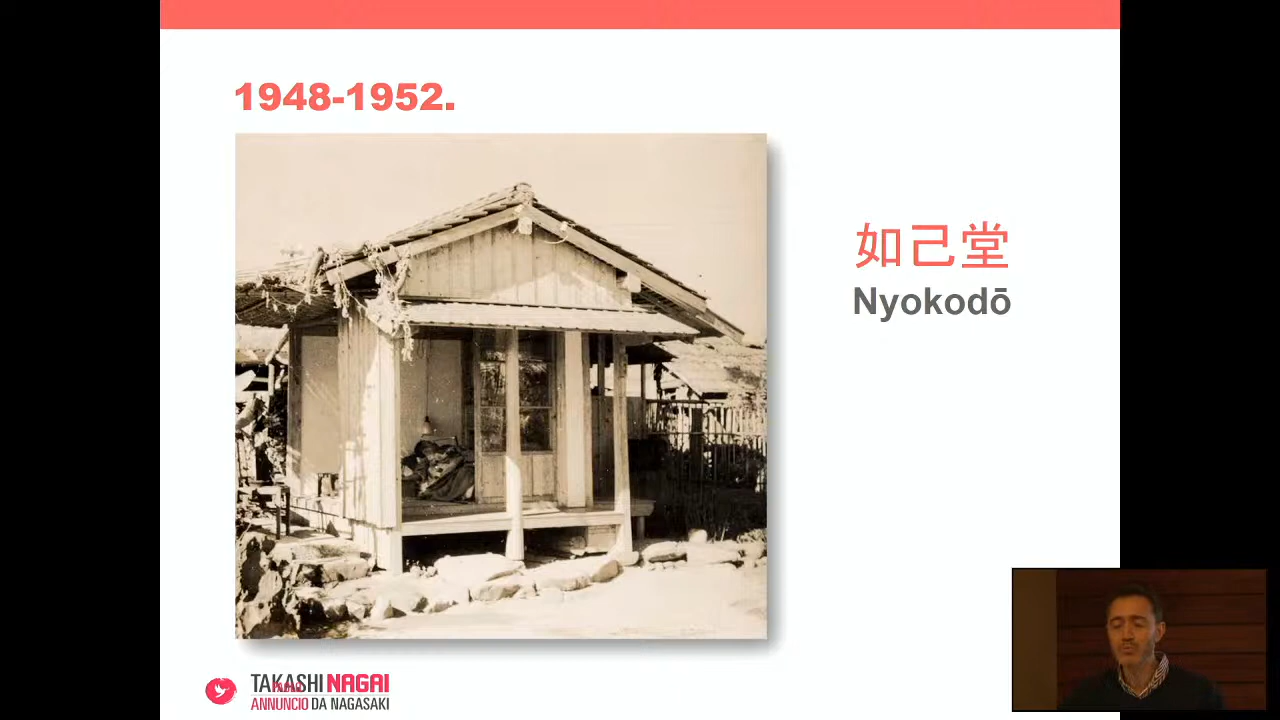 1948-1952.
如己堂
Nyokodō
TAKASHI NAGAI
ANNUNCIO DA NAGASAKI